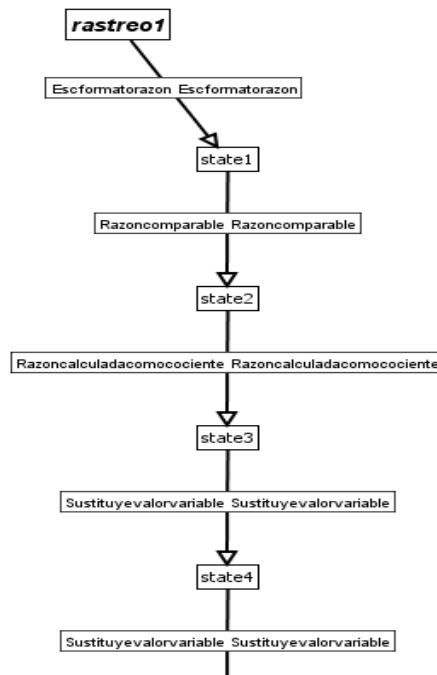 rastreo1
Escformatorazon Escformatorazon
state1
Razoncomparable Razoncomparable
state2
Razoncalculadacomocociente Razoncalculadacomocociente
state3
Sustituyevalorvariable Sustituyevalorvariable
state4
Sustituyevalorvariable Sustituyevalorvariable